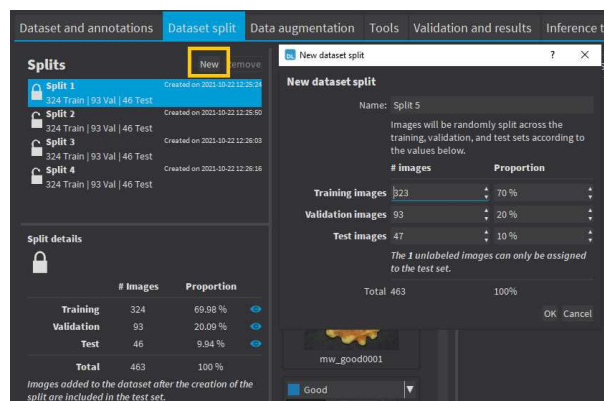 Dataset and annotations Dataset split Data augmentation Tools Validation and results Inference t
Splits
New
Split 1 Created on 2021-10-22 12:25:24
324 Train | 93 Val | 46 Test
Split 2 Created on 2021-10-22 12:25:50
324 Train | 93 Val | 46 Test
Split 3 Created on 2021-10-22 12:26:03
324 Train | 93 Val | 46 Test
Split 4 Created on 2021-10-22 12:26:16
324 Train | 93 Val | 46 Test
Split details
# Images Proportion
Training 324 69.98 %
Validation 93 20.09 %
Test 46 9.94 %
Total 463 100 %
Images added to the dataset after the creation of the
split are included in the test set.
New dataset split ? ×
New dataset split
Name: Split 5
Images will be randomly split across the
training, validation, and test sets according to
the values below.
# images Proportion
Training images 323 70 %
Validation images 93 20 %
Test images 47 10 %
The 1 unlabeled images can only be assigned
to the test set.
Total 463 100%
OK Cancel
mw_good0001
Good